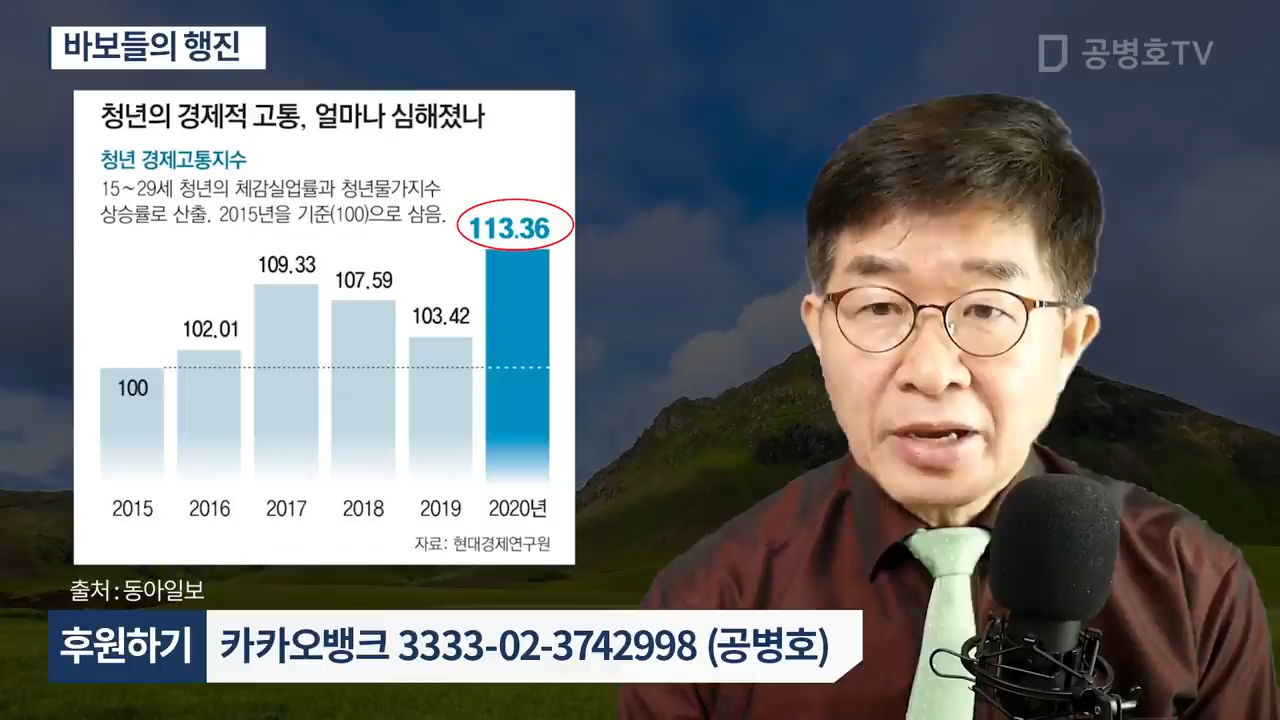 바보들의 행진
공병호TV
청년의 경제적 고통, 얼마나 심해졌나
청년 경제고통지수
15~29세 청년의 체감실업률과 청년물가지수
상승률로 산출. 2015년을 기준(100)으로 삼음.
113.36
109.33
107.59
103.42
102.01
100
2015 2016 2017 2018 2019 2020년
자료: 현대경제연구원
출처 : 동아일보
후원하기 카카오뱅크 3333-02-3742998 (공병호)